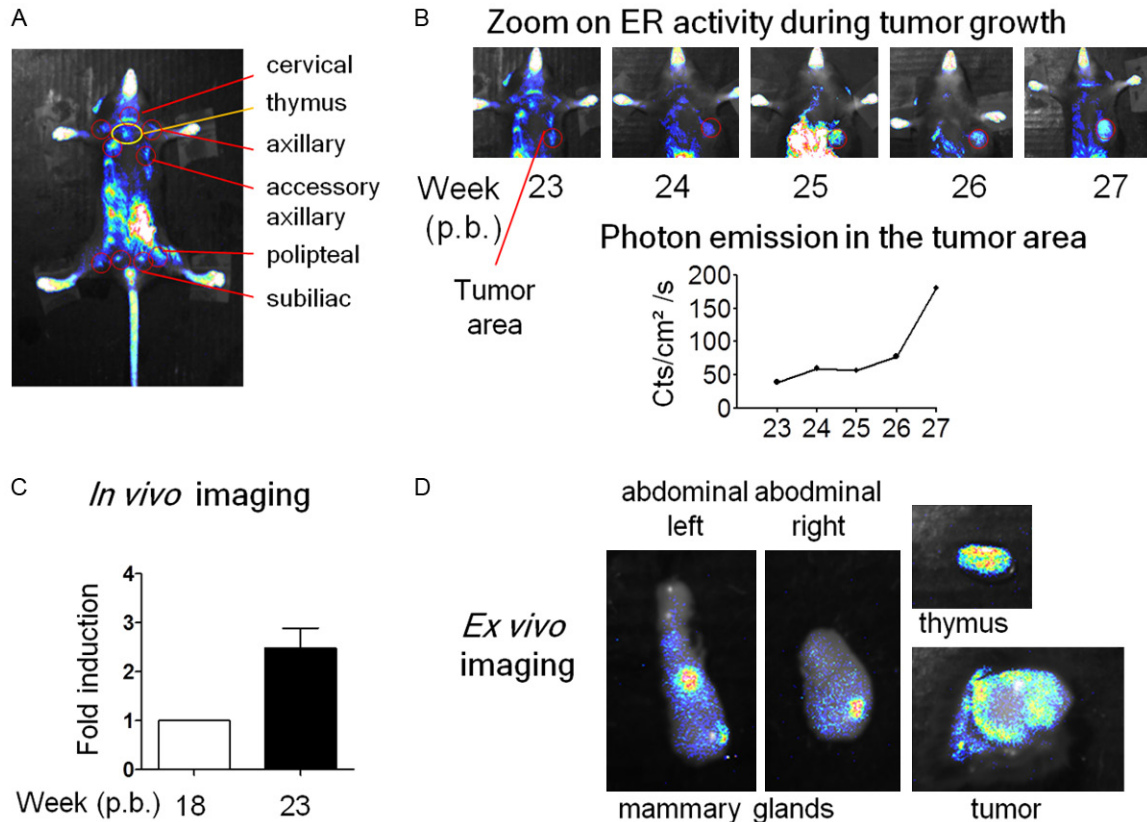 A
cervical
thymus
axillary
accessory
axillary
polipteal
subiliac
B
Zoom on ER activity during tumor growth
Week 23 24 25 26 27
(p.b.)
Tumor
area
Photon emission in the tumor area
Cts/cm² /s
200
150
100
50
0
23 24 25 26 27
C
In vivo imaging
Fold induction
4
3
2
1
0
Week (p.b.) 18 23
D
abdominal abodminal
left right
Ex vivo
imaging
thymus
mammary glands
tumor